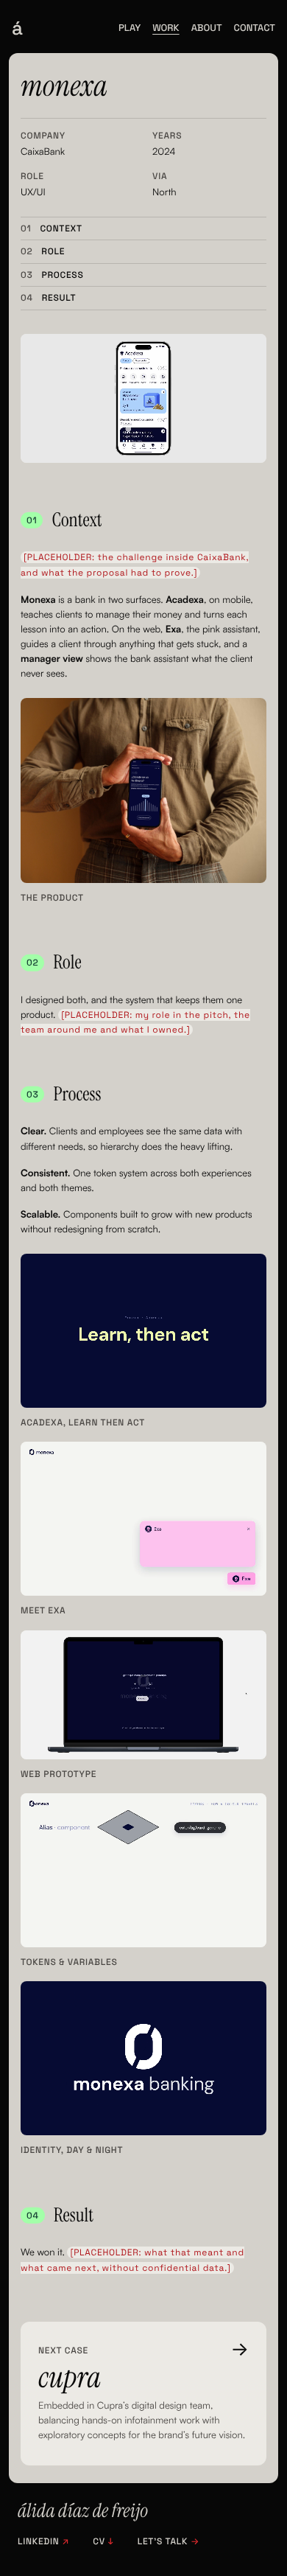 á
PLAY WORK ABOUT CONTACT
monexa
COMPANY
CaixaBank
YEARS
2024
ROLE
UX/UI
VIA
North
01 CONTEXT
02 ROLE
03 PROCESS
04 RESULT
Acadexa
01 Context
[PLACEHOLDER: the challenge inside CaixaBank,
and what the proposal had to prove.]
Monexa is a bank in two surfaces. Acadexa, on mobile,
teaches clients to manage their money and turns each
lesson into an action. On the web, Exa, the pink assistant,
guides a client through anything that gets stuck, and a
manager view shows the bank assistant what the client
never sees.
THE PRODUCT
02 Role
I designed both, and the system that keeps them one
product. [PLACEHOLDER: my role in the pitch, the
team around me and what I owned.]
03 Process
Clear. Clients and employees see the same data with
different needs, so hierarchy does the heavy lifting.
Consistent. One token system across both experiences
and both themes.
Scalable. Components built to grow with new products
without redesigning from scratch.
Learn, then act
ACADEXA, LEARN THEN ACT
monexa
Exa
Exa
MEET EXA
WEB PROTOTYPE
monexa
Alias · component
TOKENS & VARIABLES
monexa banking
IDENTITY, DAY & NIGHT
04 Result
We won it. [PLACEHOLDER: what that meant and
what came next, without confidential data.]
NEXT CASE →
cupra
Embedded in Cupra's digital design team,
balancing hands-on infotainment work with
exploratory concepts for the brand's future vision.
álida díaz de freijo
LINKEDIN ↗ CV ↓ LET'S TALK →